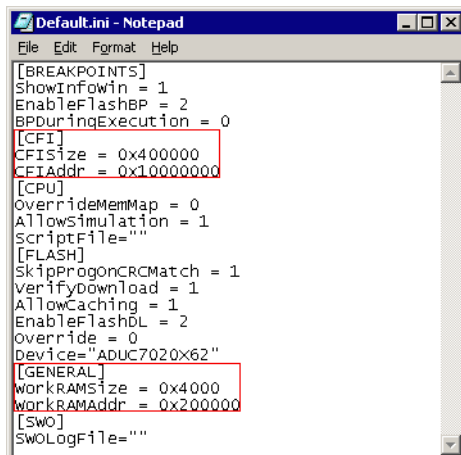 Default.ini - Notepad
File Edit Format Help
[BREAKPOINTS]
ShowInfoWin = 1
EnableFlashBP = 2
BPDuringExecution = 0
[CFI]
CFISize = 0x400000
CFIAddr = 0x10000000
[CPU]
OverrideMemMap = 0
AllowSimulation = 1
ScriptFile=""
[FLASH]
SkipProgOnCRCMatch = 1
VerifyDownload = 1
AllowCaching = 1
EnableFlashDL = 2
Override = 0
Device="ADUC7020X62"
[GENERAL]
WorkRAMSize = 0x4000
WorkRAMAddr = 0x200000
[SWO]
SWOLogFile=""